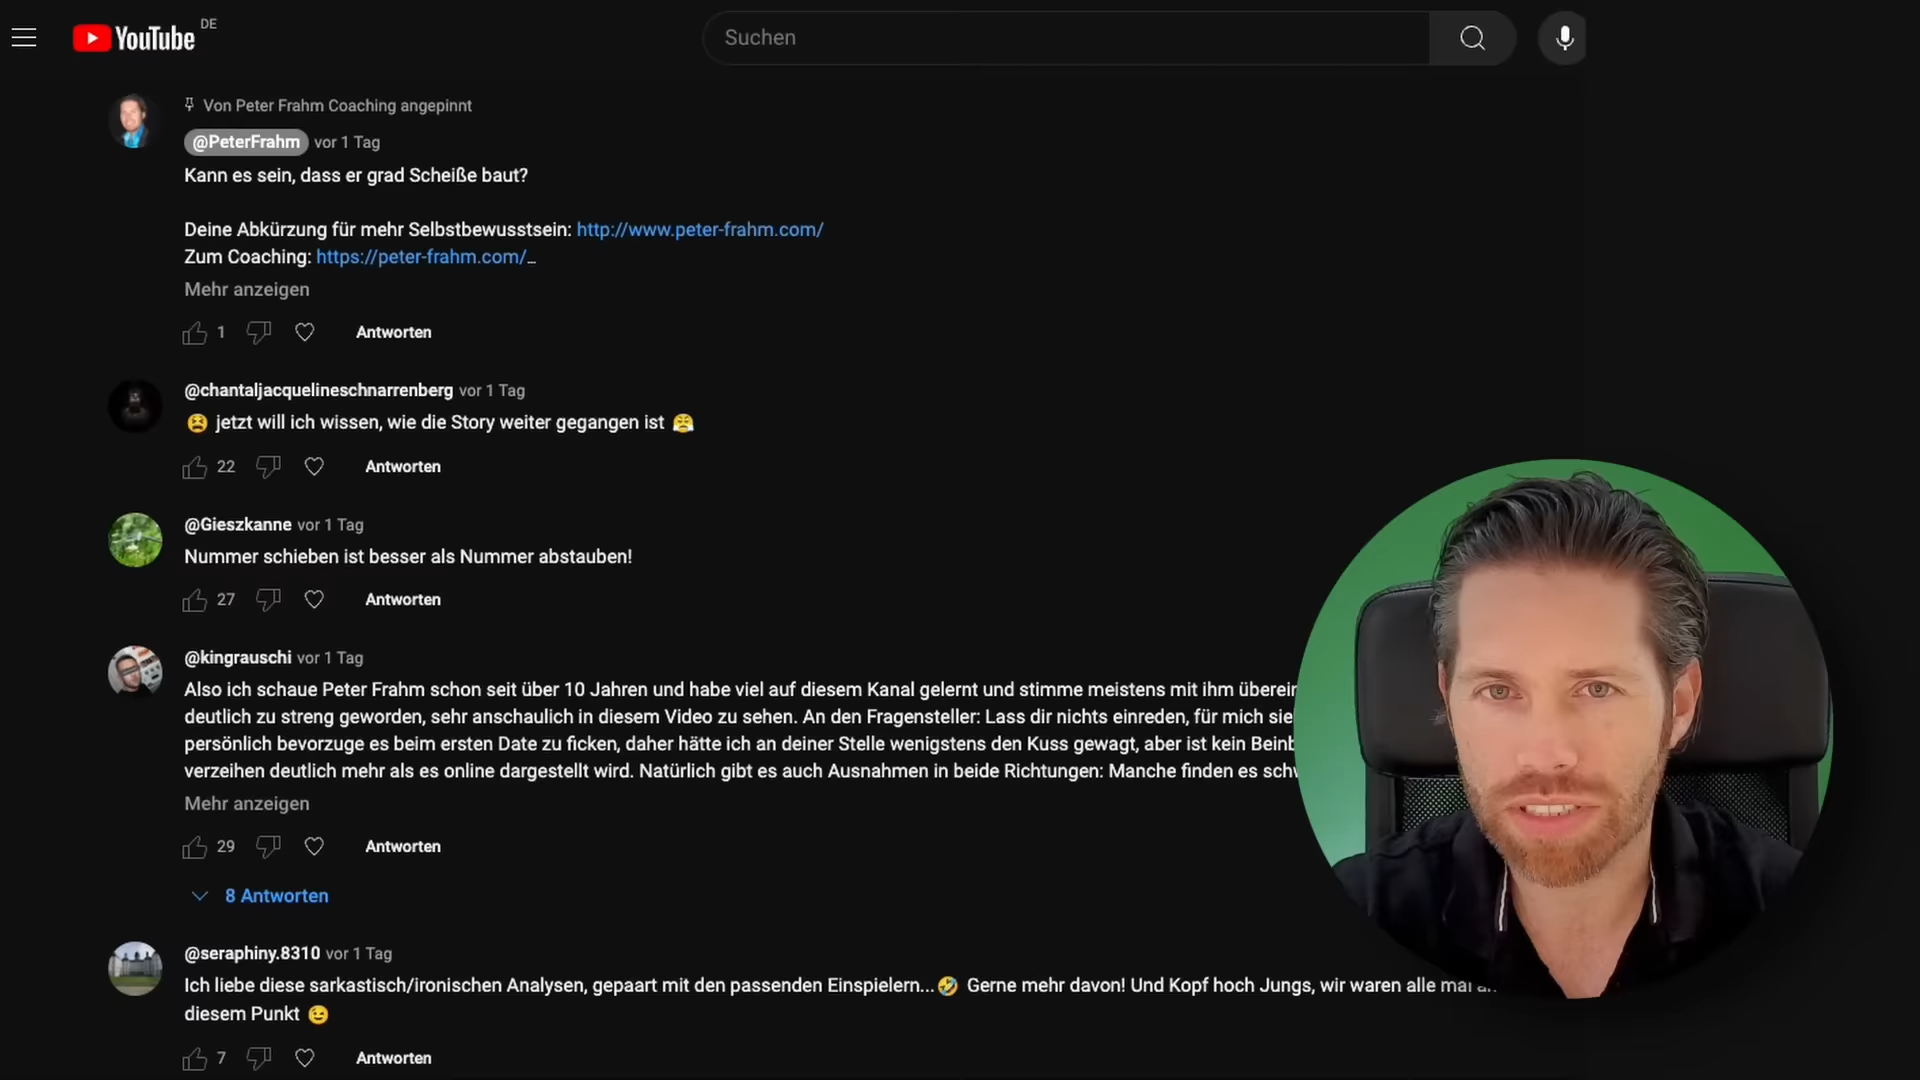 YouTube DE
Suchen
Von Peter Frahm Coaching angepinnt
@PeterFrahm vor 1 Tag
Kann es sein, dass er grad Scheiße baut?
Deine Abkürzung für mehr Selbstbewusstsein: http://www.peter-frahm.com/
Zum Coaching: https://peter-frahm.com/...
Mehr anzeigen
1 Antworten
@chantaljacquelineschnarrenberg vor 1 Tag
😫 jetzt will ich wissen, wie die Story weiter gegangen ist 😤
22 Antworten
@Gieszkanne vor 1 Tag
Nummer schieben ist besser als Nummer abstauben!
27 Antworten
@kingrauschi vor 1 Tag
Also ich schaue Peter Frahm schon seit über 10 Jahren und habe viel auf diesem Kanal gelernt und stimme meistens mit ihm
deutlich zu streng geworden, sehr anschaulich in diesem Video zu sehen. An den Fragensteller: Lass dir nichts einreden, für mich
persönlich bevorzuge es beim ersten Date zu ficken, daher hätte ich an deiner Stelle wenigstens den Kuss gewagt, aber ist kein
verzeihen deutlich mehr als es online dargestellt wird. Natürlich gibt es auch Ausnahmen in beide Richtungen: Manche finden es
Mehr anzeigen
29 Antworten
8 Antworten
@seraphiny.8310 vor 1 Tag
Ich liebe diese sarkastisch/ironischen Analysen, gepaart mit den passenden Einspielern...🤣 Gerne mehr davon! Und Kopf hoch Jungs, wir waren alle mal
diesem Punkt 😉
7 Antworten